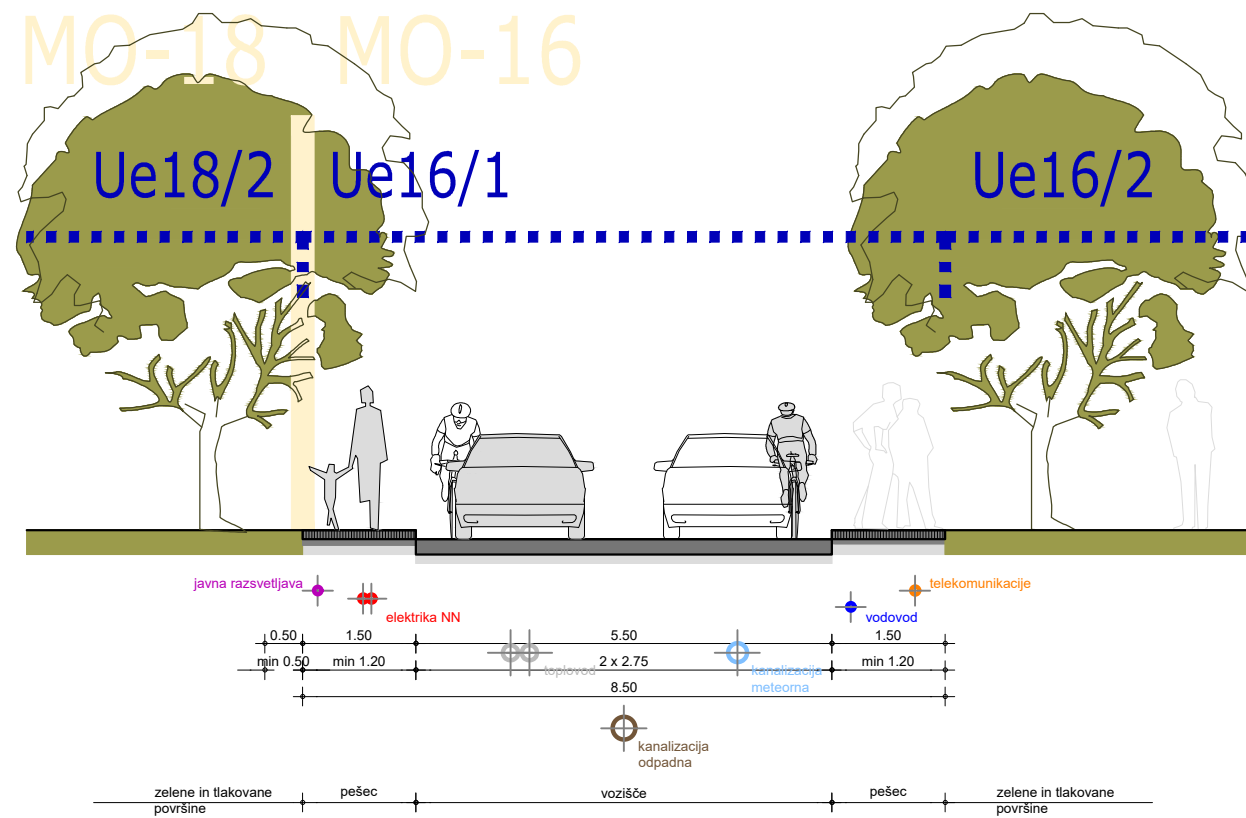 MO-18 MO-16
Ue18/2 Ue16/1 Ue16/2
javna razsvetljava
telekomunikacije
elektrika NN
vodovod
0.50 1.50 5.50 1.50
min 0.50 min 1.20 2 x 2.75 min 1.20
toplovod
kanalizacija
meteorna
8.50
kanalizacija
odpadna
zelene in tlakovane
površine
pešec
vozišče
pešec
zelene in tlakovane
površine